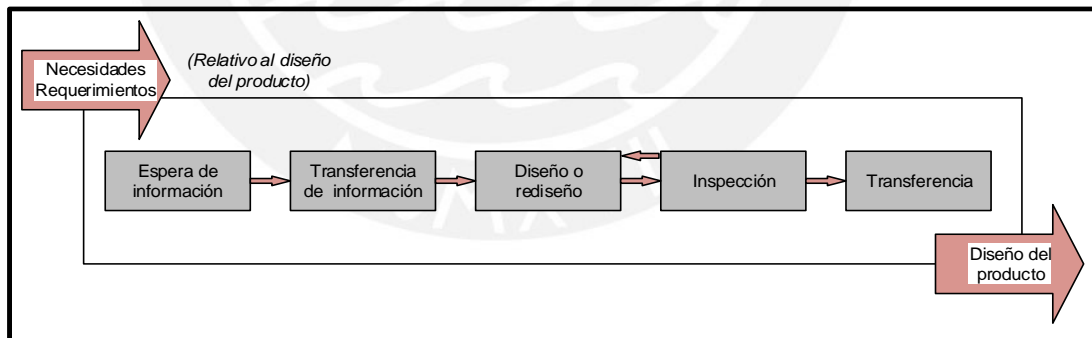 Necesidades
Requerimientos
(Relativo al diseño
del producto)
Espera de
información
Transferencia
de información
Diseño o
rediseño
Inspección
Transferencia
Diseño del
producto